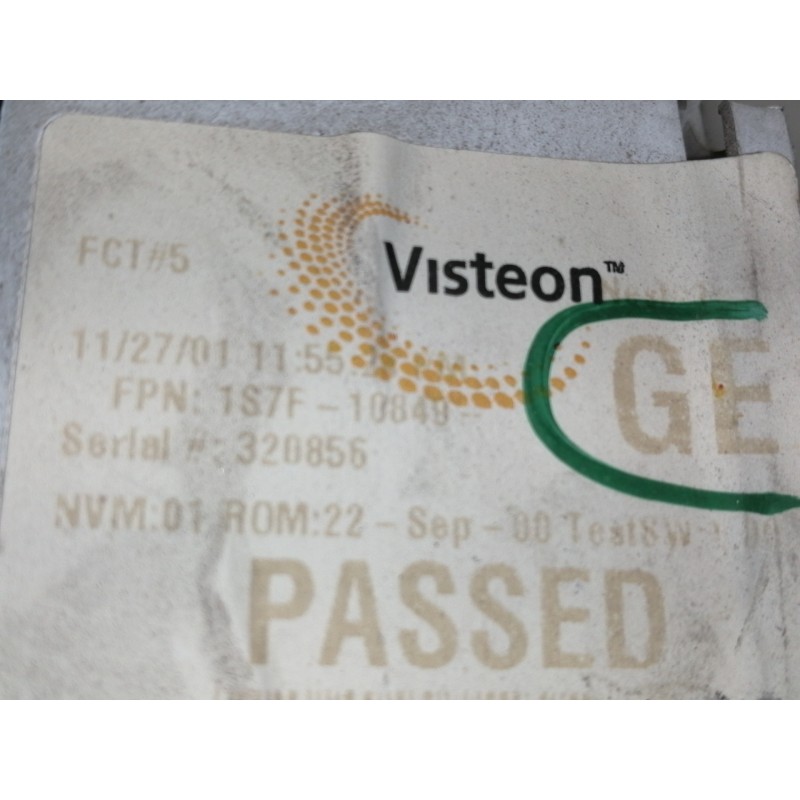 Visteon™
FCT#5
11/27/01 11:55
GE
FPN: 1S7F-10849-
Serial #: 320856
NVM:01 ROM:22-Sep-00 TestSW
PASSED